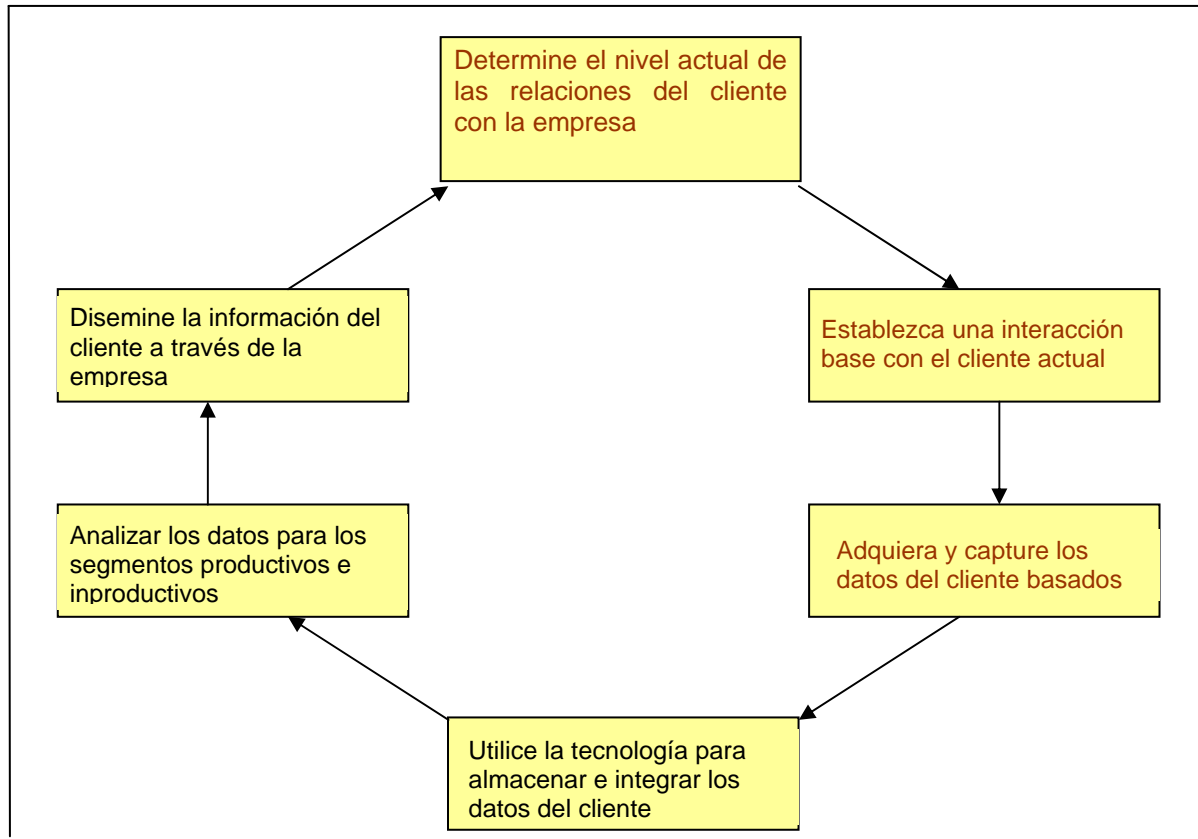 Determine el nivel actual de
las relaciones del cliente
con la empresa
Establezca una interacción
base con el cliente actual
Adquiera y capture los
datos del cliente basados
Utilice la tecnología para
almacenar e integrar los
datos del cliente
Analizar los datos para los
segmentos productivos e
inproductivos
Disemine la información del
cliente a través de la
empresa